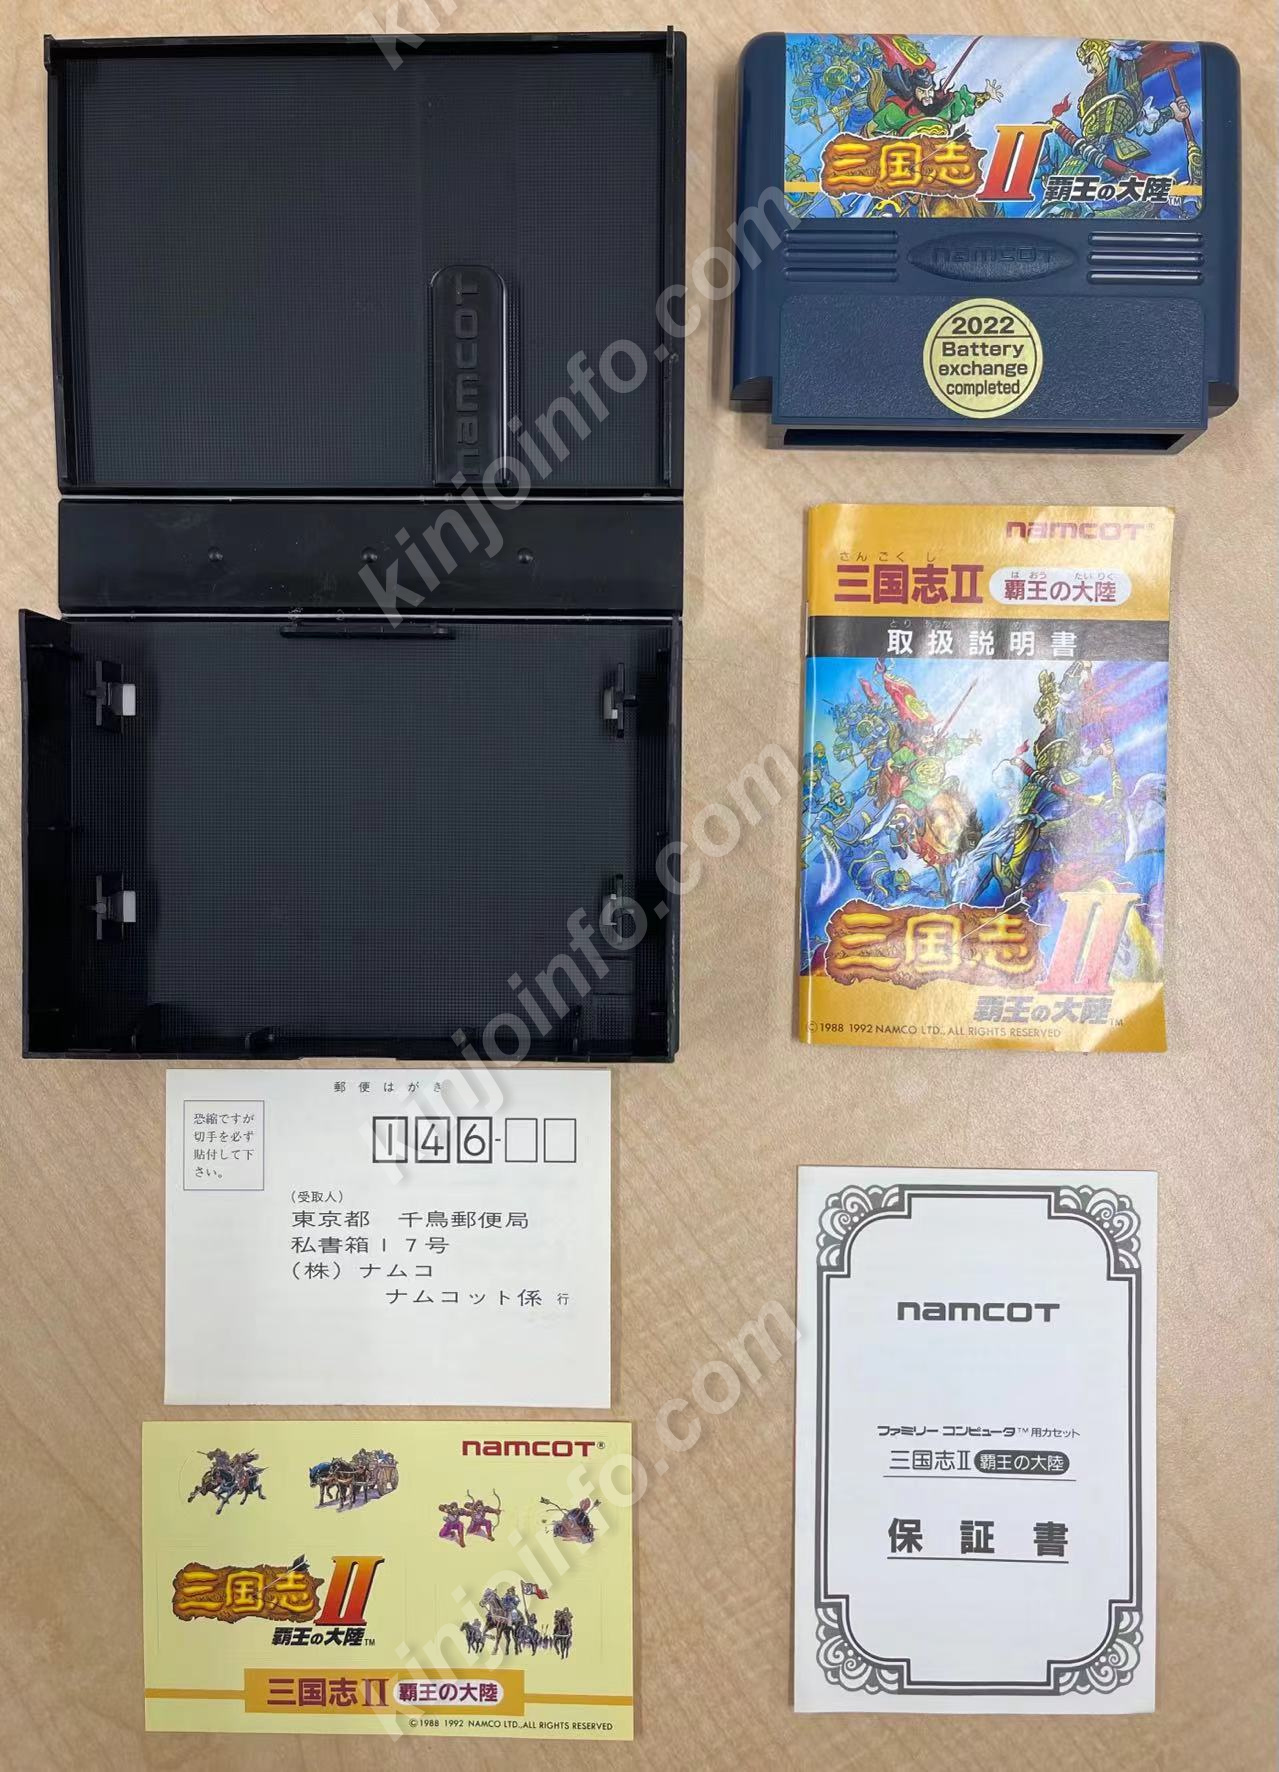 namcot
三国志II
覇王の大陸™
namcot
2022
Battery
exchange
completed
namcot®
さんごくし
三国志II
はおう たいりく
覇王の大陸
取扱説明書
三国志II
覇王の大陸™
©1988 1992 NAMCO LTD., ALL RIGHTS RESERVED
郵便はがき
恐縮ですが
切手を必ず
貼付して下
さい。
146-
(受取人)
東京都 千鳥郵便局
私書箱17号
(株)ナムコ
ナムコット係 行
namcot®
三国志II
覇王の大陸™
三国志II 覇王の大陸
©1988 1992 NAMCO LTD., ALL RIGHTS RESERVED
namcot
ファミリーコンピュータ™用カセット
三国志II 覇王の大陸
保証書
kinjoinfo.com
kinjoinfo.com
kinjoinfo.com